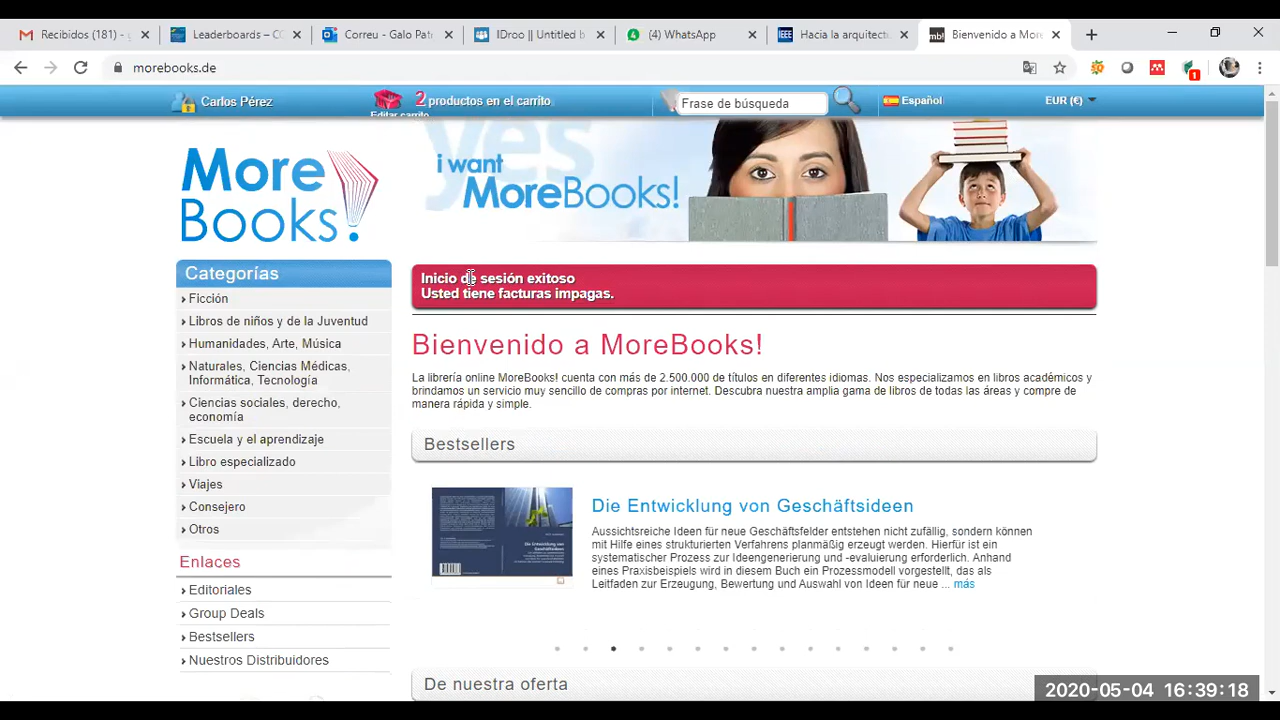 Recibidos (181) -
Leaderboards – C
Correu - Galo Pat
IDroo || Untitled b
(4) WhatsApp
IEEE
Hacia la arquitect
mb!
Bienvenido a More
morebooks.de
1
Carlos Pérez
2 productos en el carrito
Editar carrito
Frase de búsqueda
Español
EUR (€)
More
Books!
yes
i want
MoreBooks!
Categorías
Ficción
Libros de niños y de la Juventud
Humanidades, Arte, Música
Naturales, Ciencias Médicas,
Informática, Tecnología
Ciencias sociales, derecho,
economía
Escuela y el aprendizaje
Libro especializado
Viajes
Consejero
Otros
Enlaces
Editoriales
Group Deals
Bestsellers
Nuestros Distribuidores
Inicio de sesión exitoso
Usted tiene facturas impagas.
Bienvenido a MoreBooks!
La librería online MoreBooks! cuenta con más de 2.500.000 de títulos en diferentes idiomas. Nos especializamos en libros académicos y
brindamos un servicio muy sencillo de compras por internet. Descubra nuestra amplia gama de libros de todas las áreas y compre de
manera rápida y simple.
Bestsellers
Die Entwicklung von
Geschäftsideen
Die Entwicklung von Geschäftsideen
Aussichtsreiche Ideen für neue Geschäftsfelder entstehen nicht zufällig, sondern können
mit Hilfe eines strukturierten Verfahrens planmäßig erzeugt werden. Hierfür ist ein
systematischer Prozess zur Ideengenerierung und -evaluierung erforderlich. Anhand
eines Praxisbeispiels wird in diesem Buch ein Prozessmodell vorgestellt, das als
Leitfaden zur Erzeugung, Bewertung und Auswahl von Ideen für neue ... más
De nuestra oferta
2020-05-04 16:39:18